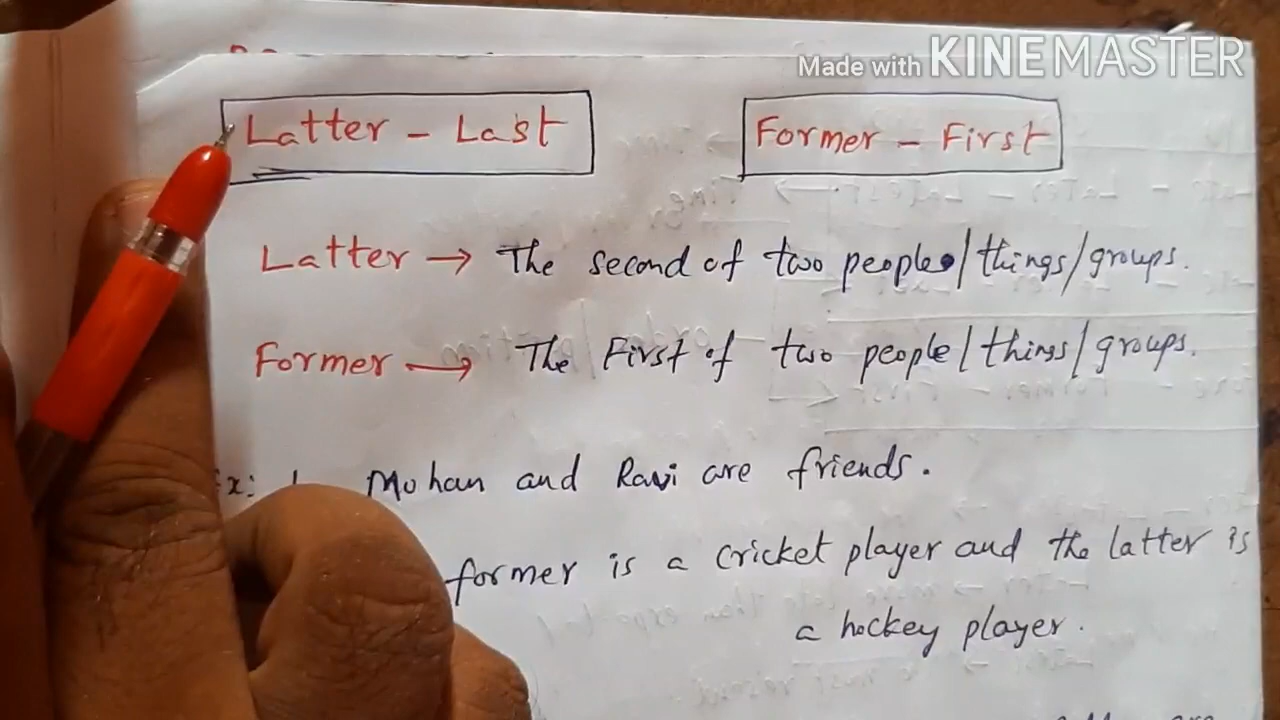 Made with KINEMASTER
Latter - Last
Former - First
Latter → The second of two people/things/groups.
Former → The First of two people/things/groups.
Mohan and Ravi are friends.
former is a cricket player and the latter is
a hockey player.